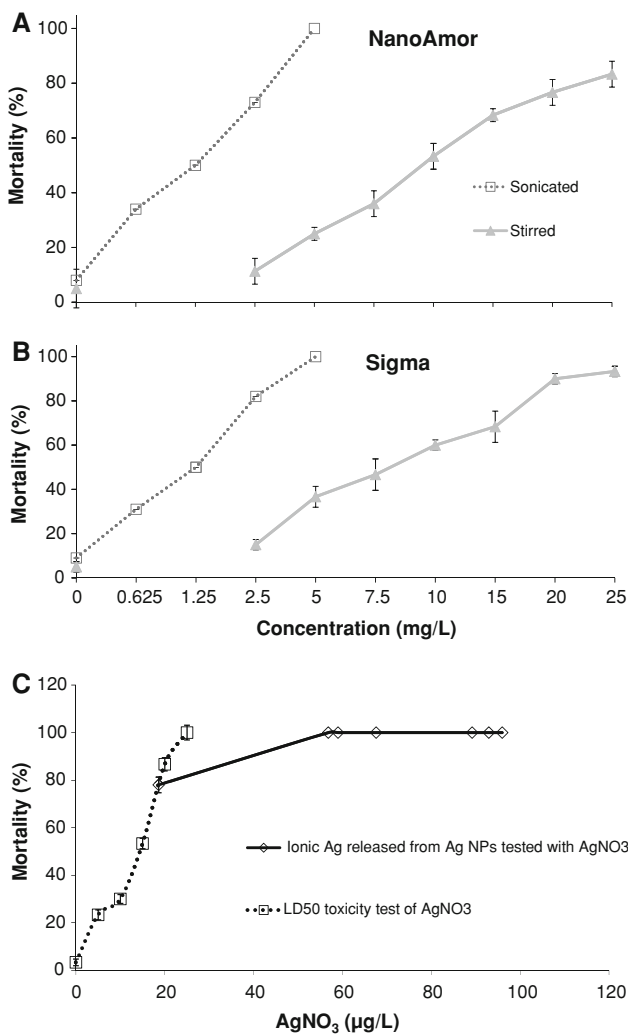 A
NanoAmor
Mortality (%)
100
80
60
40
20
0
Sonicated
Stirred
B
Sigma
Mortality (%)
100
80
60
40
20
0
0 0.625 1.25 2.5 5 7.5 10 15 20 25
Concentration (mg/L)
C
Mortality (%)
120
100
80
60
40
20
0
Ionic Ag released from Ag NPs tested with AgNO3
LD50 toxicity test of AgNO3
0 20 40 60 80 100 120
AgNO₃ (µg/L)